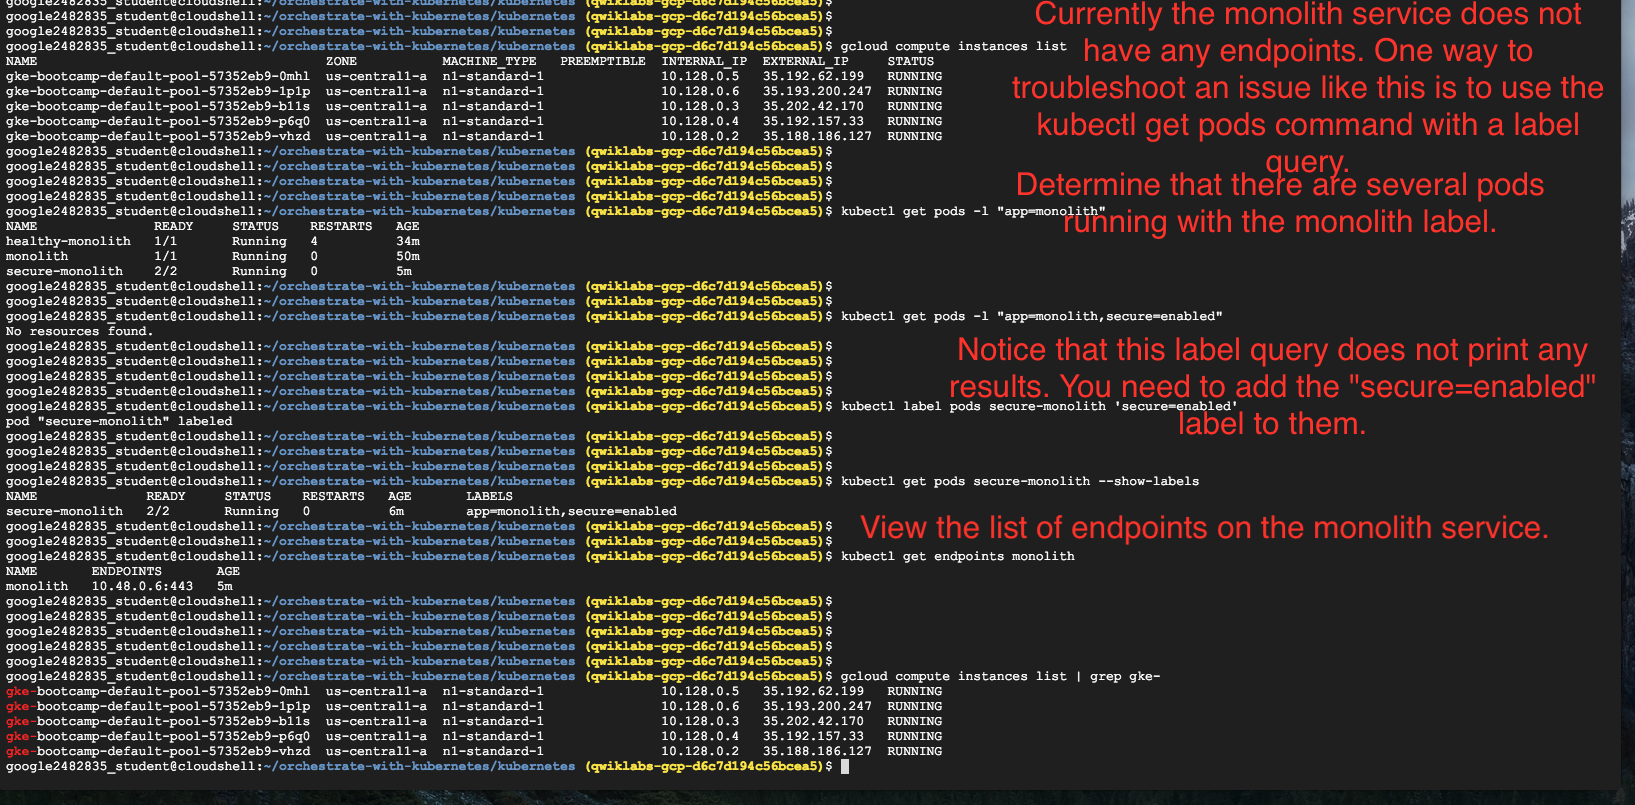 google2482835_student@cloudshell:~/orchestrate-with-kubernetes/kubernetes (qwiklabs-gcp-d6c7d194c56bcea5)$
google2482835_student@cloudshell:~/orchestrate-with-kubernetes/kubernetes (qwiklabs-gcp-d6c7d194c56bcea5)$
google2482835_student@cloudshell:~/orchestrate-with-kubernetes/kubernetes (qwiklabs-gcp-d6c7d194c56bcea5)$
google2482835_student@cloudshell:~/orchestrate-with-kubernetes/kubernetes (qwiklabs-gcp-d6c7d194c56bcea5)$ gcloud compute instances list
NAME ZONE MACHINE_TYPE PREEMPTIBLE INTERNAL_IP EXTERNAL_IP STATUS
gke-bootcamp-default-pool-57352eb9-0mhl us-central1-a n1-standard-1 10.128.0.5 35.192.62.199 RUNNING
gke-bootcamp-default-pool-57352eb9-1p1p us-central1-a n1-standard-1 10.128.0.6 35.193.200.247 RUNNING
gke-bootcamp-default-pool-57352eb9-b11s us-central1-a n1-standard-1 10.128.0.3 35.202.42.170 RUNNING
gke-bootcamp-default-pool-57352eb9-p6q0 us-central1-a n1-standard-1 10.128.0.4 35.192.157.33 RUNNING
gke-bootcamp-default-pool-57352eb9-vhzd us-central1-a n1-standard-1 10.128.0.2 35.188.186.127 RUNNING
Currently the monolith service does not
have any endpoints. One way to
troubleshoot an issue like this is to use the
kubectl get pods command with a label
query.
google2482835_student@cloudshell:~/orchestrate-with-kubernetes/kubernetes (qwiklabs-gcp-d6c7d194c56bcea5)$
google2482835_student@cloudshell:~/orchestrate-with-kubernetes/kubernetes (qwiklabs-gcp-d6c7d194c56bcea5)$
google2482835_student@cloudshell:~/orchestrate-with-kubernetes/kubernetes (qwiklabs-gcp-d6c7d194c56bcea5)$
google2482835_student@cloudshell:~/orchestrate-with-kubernetes/kubernetes (qwiklabs-gcp-d6c7d194c56bcea5)$
google2482835_student@cloudshell:~/orchestrate-with-kubernetes/kubernetes (qwiklabs-gcp-d6c7d194c56bcea5)$ kubectl get pods -l "app=monolith"
Determine that there are several pods
running with the monolith label.
NAME READY STATUS RESTARTS AGE
healthy-monolith 1/1 Running 4 34m
monolith 1/1 Running 0 50m
secure-monolith 2/2 Running 0 5m
google2482835_student@cloudshell:~/orchestrate-with-kubernetes/kubernetes (qwiklabs-gcp-d6c7d194c56bcea5)$
google2482835_student@cloudshell:~/orchestrate-with-kubernetes/kubernetes (qwiklabs-gcp-d6c7d194c56bcea5)$
google2482835_student@cloudshell:~/orchestrate-with-kubernetes/kubernetes (qwiklabs-gcp-d6c7d194c56bcea5)$ kubectl get pods -l "app=monolith,secure=enabled"
No resources found.
google2482835_student@cloudshell:~/orchestrate-with-kubernetes/kubernetes (qwiklabs-gcp-d6c7d194c56bcea5)$
google2482835_student@cloudshell:~/orchestrate-with-kubernetes/kubernetes (qwiklabs-gcp-d6c7d194c56bcea5)$
google2482835_student@cloudshell:~/orchestrate-with-kubernetes/kubernetes (qwiklabs-gcp-d6c7d194c56bcea5)$
google2482835_student@cloudshell:~/orchestrate-with-kubernetes/kubernetes (qwiklabs-gcp-d6c7d194c56bcea5)$
google2482835_student@cloudshell:~/orchestrate-with-kubernetes/kubernetes (qwiklabs-gcp-d6c7d194c56bcea5)$ kubectl label pods secure-monolith 'secure=enabled'
Notice that this label query does not print any
results. You need to add the "secure=enabled"
label to them.
pod "secure-monolith" labeled
google2482835_student@cloudshell:~/orchestrate-with-kubernetes/kubernetes (qwiklabs-gcp-d6c7d194c56bcea5)$
google2482835_student@cloudshell:~/orchestrate-with-kubernetes/kubernetes (qwiklabs-gcp-d6c7d194c56bcea5)$
google2482835_student@cloudshell:~/orchestrate-with-kubernetes/kubernetes (qwiklabs-gcp-d6c7d194c56bcea5)$
google2482835_student@cloudshell:~/orchestrate-with-kubernetes/kubernetes (qwiklabs-gcp-d6c7d194c56bcea5)$ kubectl get pods secure-monolith --show-labels
NAME READY STATUS RESTARTS AGE LABELS
secure-monolith 2/2 Running 0 6m app=monolith,secure=enabled
google2482835_student@cloudshell:~/orchestrate-with-kubernetes/kubernetes (qwiklabs-gcp-d6c7d194c56bcea5)$
View the list of endpoints on the monolith service.
google2482835_student@cloudshell:~/orchestrate-with-kubernetes/kubernetes (qwiklabs-gcp-d6c7d194c56bcea5)$
google2482835_student@cloudshell:~/orchestrate-with-kubernetes/kubernetes (qwiklabs-gcp-d6c7d194c56bcea5)$ kubectl get endpoints monolith
NAME ENDPOINTS AGE
monolith 10.48.0.6:443 5m
google2482835_student@cloudshell:~/orchestrate-with-kubernetes/kubernetes (qwiklabs-gcp-d6c7d194c56bcea5)$
google2482835_student@cloudshell:~/orchestrate-with-kubernetes/kubernetes (qwiklabs-gcp-d6c7d194c56bcea5)$
google2482835_student@cloudshell:~/orchestrate-with-kubernetes/kubernetes (qwiklabs-gcp-d6c7d194c56bcea5)$
google2482835_student@cloudshell:~/orchestrate-with-kubernetes/kubernetes (qwiklabs-gcp-d6c7d194c56bcea5)$
google2482835_student@cloudshell:~/orchestrate-with-kubernetes/kubernetes (qwiklabs-gcp-d6c7d194c56bcea5)$
google2482835_student@cloudshell:~/orchestrate-with-kubernetes/kubernetes (qwiklabs-gcp-d6c7d194c56bcea5)$ gcloud compute instances list | grep gke-
gke-bootcamp-default-pool-57352eb9-0mhl us-central1-a n1-standard-1 10.128.0.5 35.192.62.199 RUNNING
gke-bootcamp-default-pool-57352eb9-1p1p us-central1-a n1-standard-1 10.128.0.6 35.193.200.247 RUNNING
gke-bootcamp-default-pool-57352eb9-b11s us-central1-a n1-standard-1 10.128.0.3 35.202.42.170 RUNNING
gke-bootcamp-default-pool-57352eb9-p6q0 us-central1-a n1-standard-1 10.128.0.4 35.192.157.33 RUNNING
gke-bootcamp-default-pool-57352eb9-vhzd us-central1-a n1-standard-1 10.128.0.2 35.188.186.127 RUNNING
google2482835_student@cloudshell:~/orchestrate-with-kubernetes/kubernetes (qwiklabs-gcp-d6c7d194c56bcea5)$